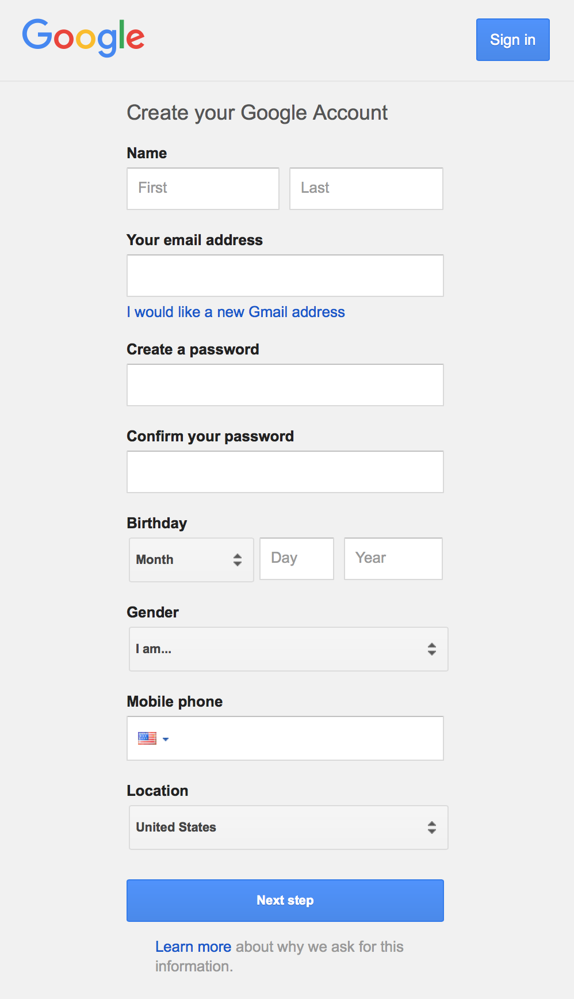 Google
Sign in
Create your Google Account
Name
First Last
Your email address
I would like a new Gmail address
Create a password
Confirm your password
Birthday
Month Day Year
Gender
I am...
Mobile phone
Location
United States
Next step
Learn more about why we ask for this
information.